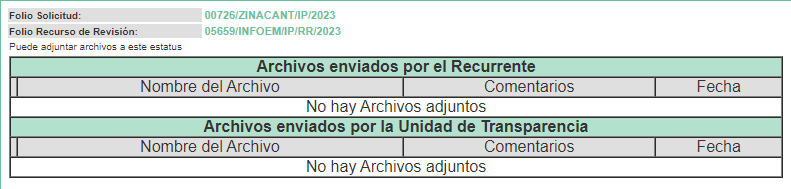 Folio Solicitud: 00726/ZINACANT/IP/2023
Folio Recurso de Revisión: 05659/INFOEM/IP/RR/2023
Puede adjuntar archivos a este estatus
Archivos enviados por el Recurrente
Nombre del Archivo Comentarios Fecha
No hay Archivos adjuntos
Archivos enviados por la Unidad de Transparencia
Nombre del Archivo Comentarios Fecha
No hay Archivos adjuntos